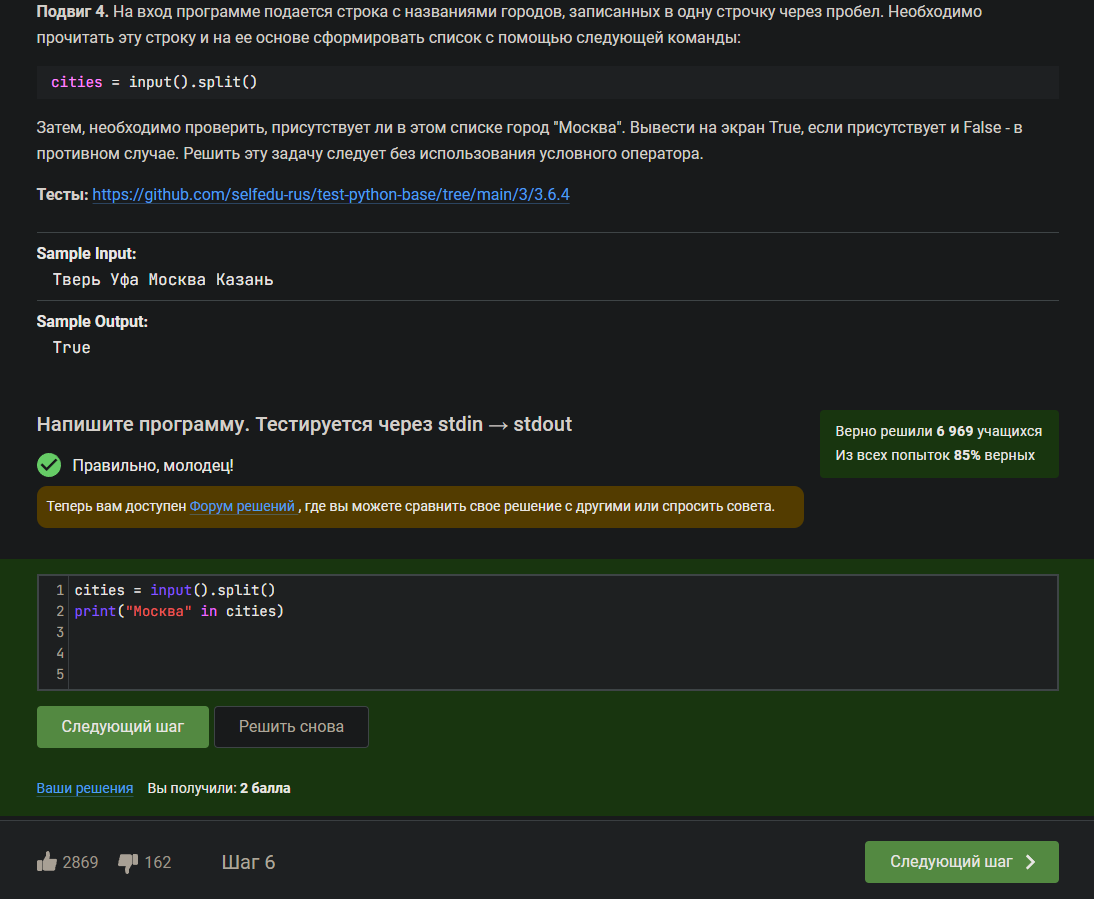 Подвиг 4. На вход программе подается строка с названиями городов, записанных в одну строчку через пробел. Необходимо
прочитать эту строку и на ее основе сформировать список с помощью следующей команды:
cities = input().split()
Затем, необходимо проверить, присутствует ли в этом списке город "Москва". Вывести на экран True, если присутствует и False - в
противном случае. Решить эту задачу следует без использования условного оператора.
Тесты: https://github.com/selfedu-rus/test-python-base/tree/main/3/3.6.4
Sample Input:
Тверь Уфа Москва Казань
Sample Output:
True
Напишите программу. Тестируется через stdin → stdout
Верно решили 6 969 учащихся
Из всех попыток 85% верных
Правильно, молодец!
Теперь вам доступен Форум решений , где вы можете сравнить свое решение с другими или спросить совета.
1 cities = input().split()
2 print("Москва" in cities)
3
4
5
Следующий шаг Решить снова
Ваши решения Вы получили: 2 балла
2869 162 Шаг 6 Следующий шаг